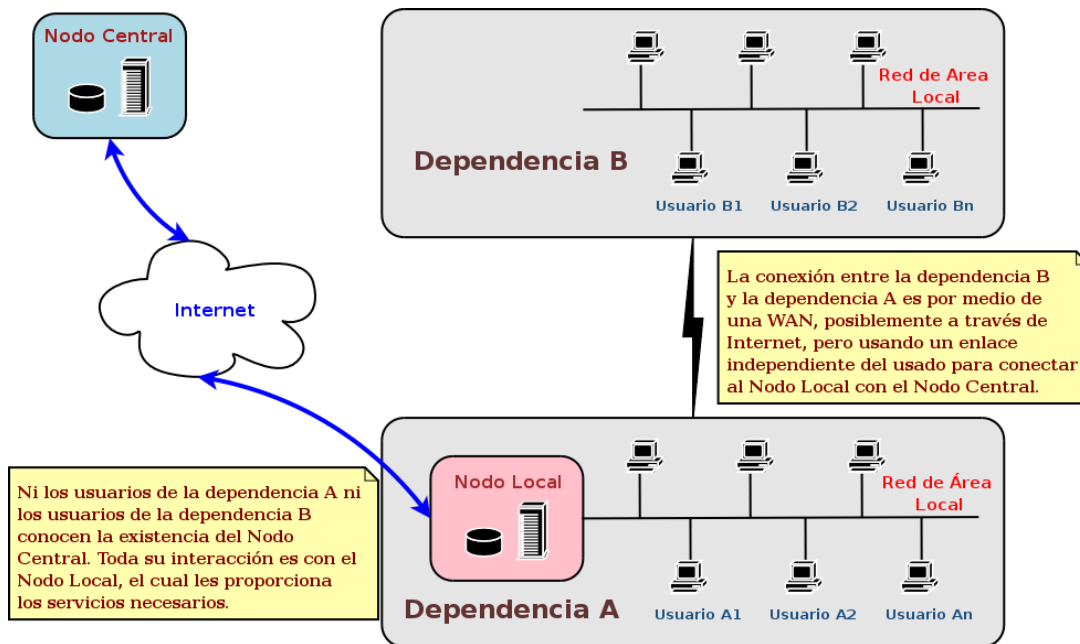 Nodo Central
Red de Area
Local
Dependencia B
Usuario B1
Usuario B2
Usuario Bn
La conexión entre la dependencia B
y la dependencia A es por medio de
una WAN, posiblemente a través de
Internet, pero usando un enlace
independiente del usado para conectar
al Nodo Local con el Nodo Central.
Internet
Ni los usuarios de la dependencia A ni
los usuarios de la dependencia B
conocen la existencia del Nodo
Central. Toda su interacción es con el
Nodo Local, el cual les proporciona
los servicios necesarios.
Nodo Local
Red de Área
Local
Dependencia A
Usuario A1
Usuario A2
Usuario An